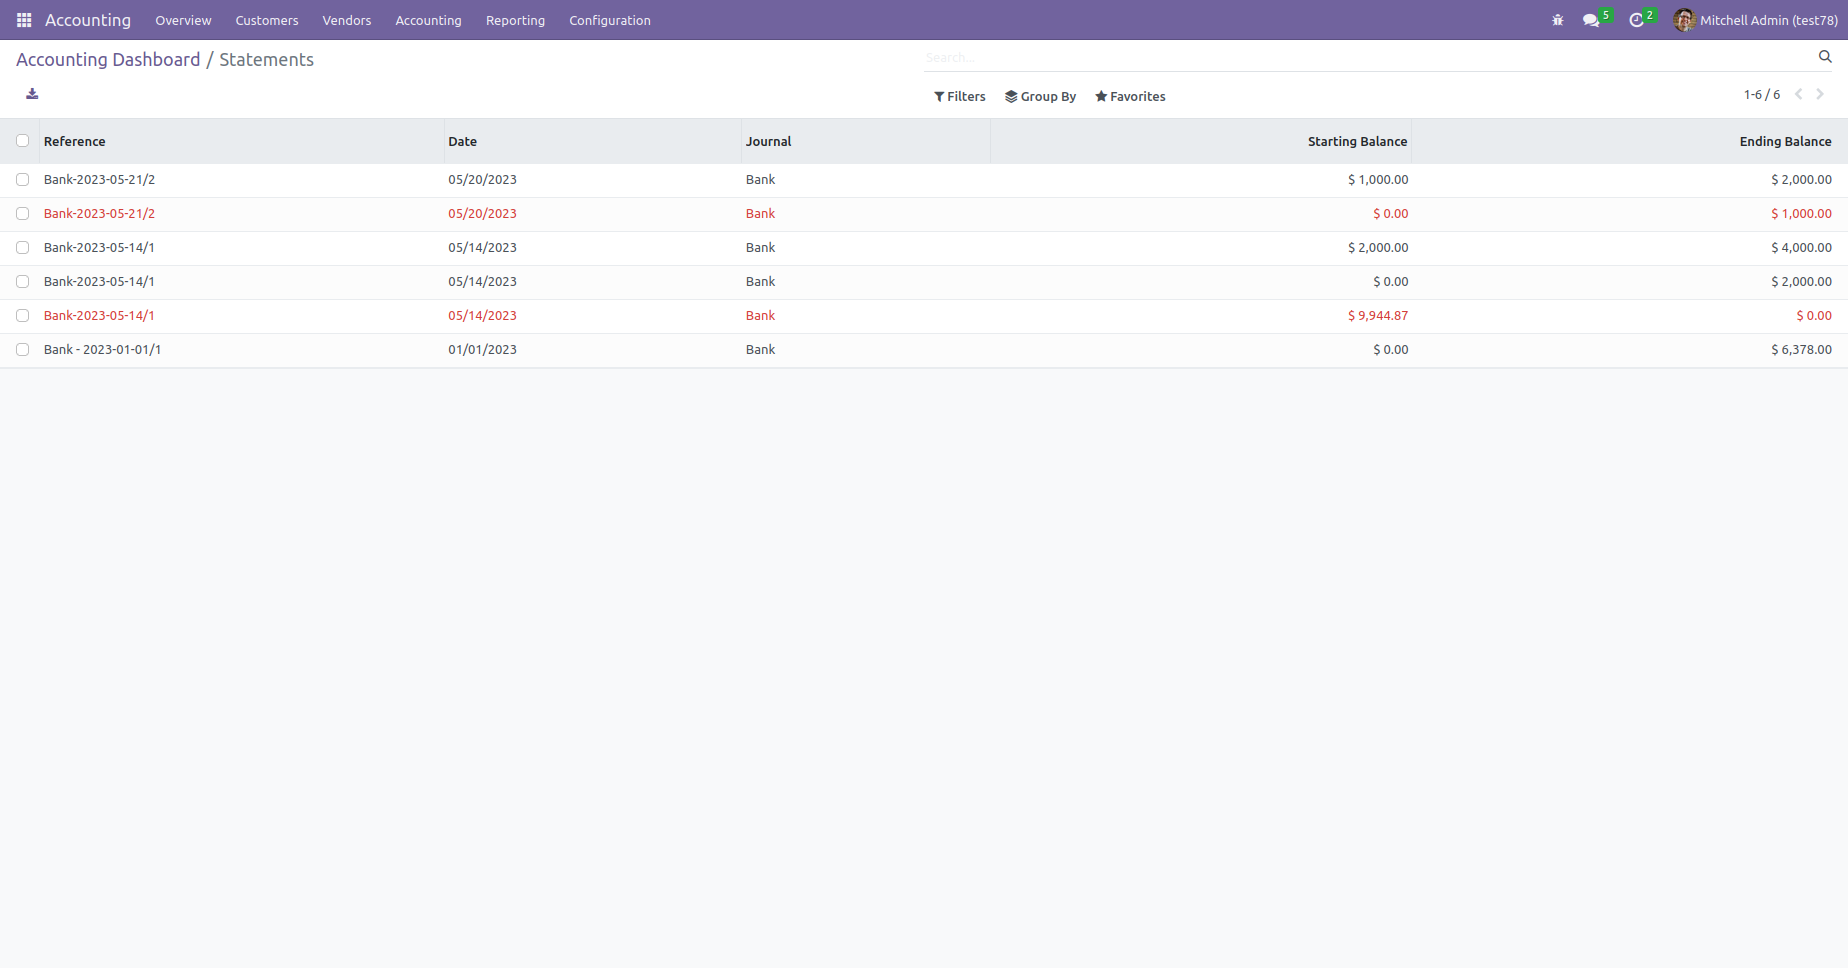 Accounting Overview Customers Vendors Accounting Reporting Configuration 5 2 Mitchell Admin (test78)
Accounting Dashboard / Statements
Search...
Filters Group By Favorites 1-6 / 6
Reference Date Journal Starting Balance Ending Balance
Bank-2023-05-21/2 05/20/2023 Bank $ 1,000.00 $ 2,000.00
Bank-2023-05-21/2 05/20/2023 Bank $ 0.00 $ 1,000.00
Bank-2023-05-14/1 05/14/2023 Bank $ 2,000.00 $ 4,000.00
Bank-2023-05-14/1 05/14/2023 Bank $ 0.00 $ 2,000.00
Bank-2023-05-14/1 05/14/2023 Bank $ 9,944.87 $ 0.00
Bank - 2023-01-01/1 01/01/2023 Bank $ 0.00 $ 6,378.00